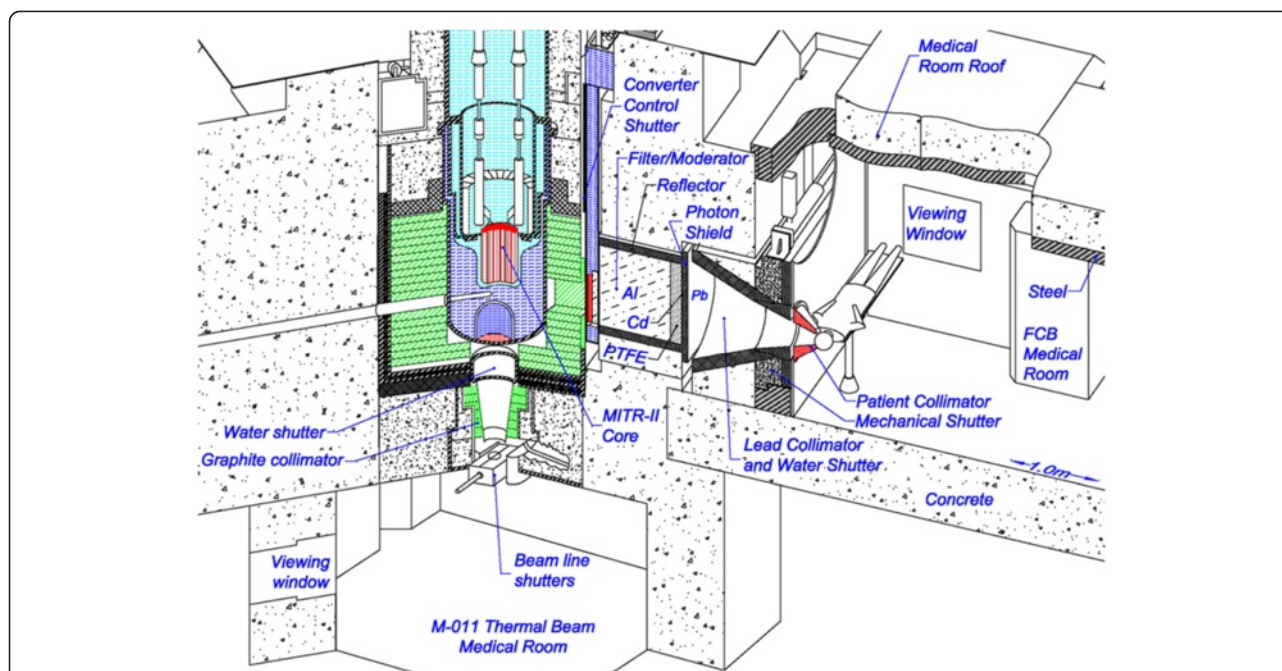 Medical
Room Roof
Converter
Control
Shutter
Filter/Moderator
Reflector
Photon
Shield
Viewing
Window
Al
Pb
Cd
Steel
PTFE
FCB
Medical
Room
Patient Collimator
Mechanical Shutter
Water shutter
MITR-II
Core
Graphite collimator
Lead Collimator
and Water Shutter
1.0m
Concrete
Viewing
window
Beam line
shutters
M-011 Thermal Beam
Medical Room